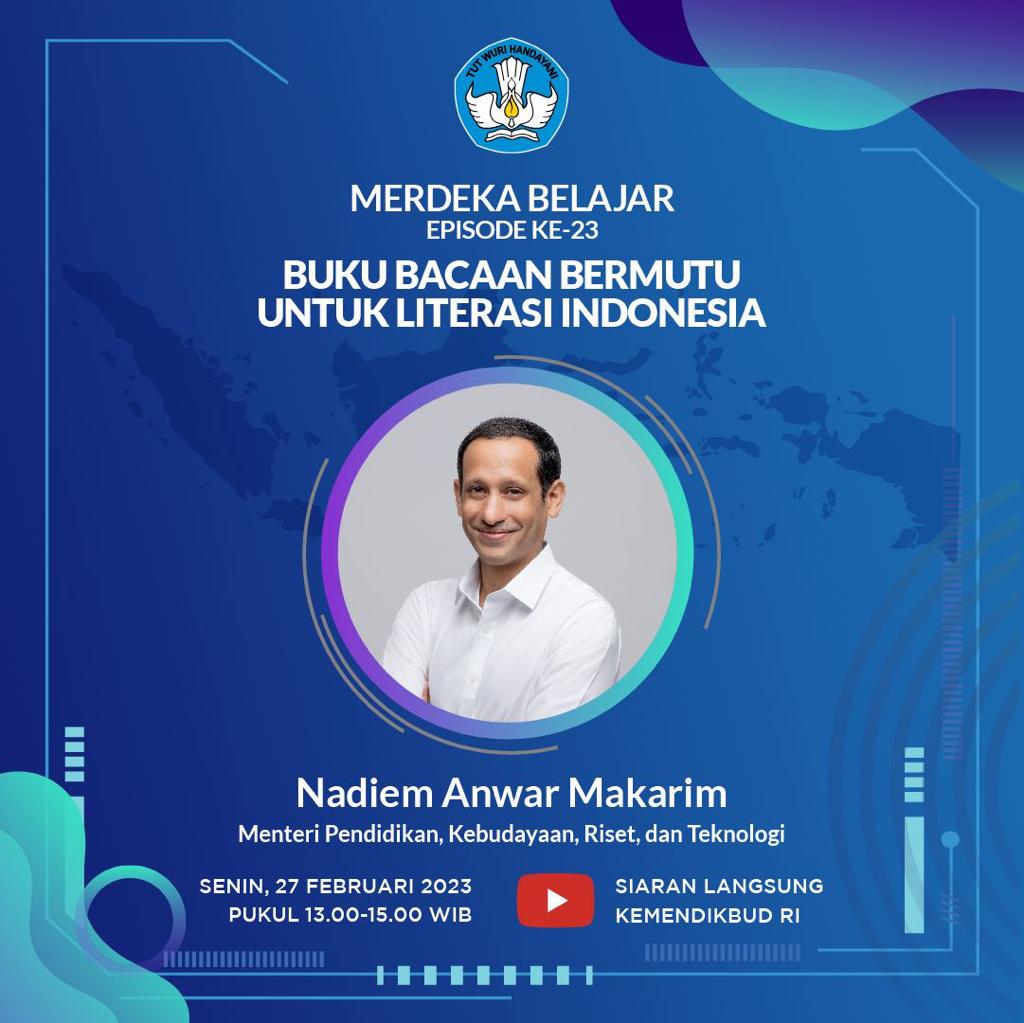 TUT WURI HANDAYANI
MERDEKA BELAJAR
EPISODE KE-23
BUKU BACAAN BERMUTU
UNTUK LITERASI INDONESIA
Nadiem Anwar Makarim
Menteri Pendidikan, Kebudayaan, Riset, dan Teknologi
SENIN, 27 FEBRUARI 2023
PUKUL 13.00-15.00 WIB
SIARAN LANGSUNG
KEMENDIKBUD RI